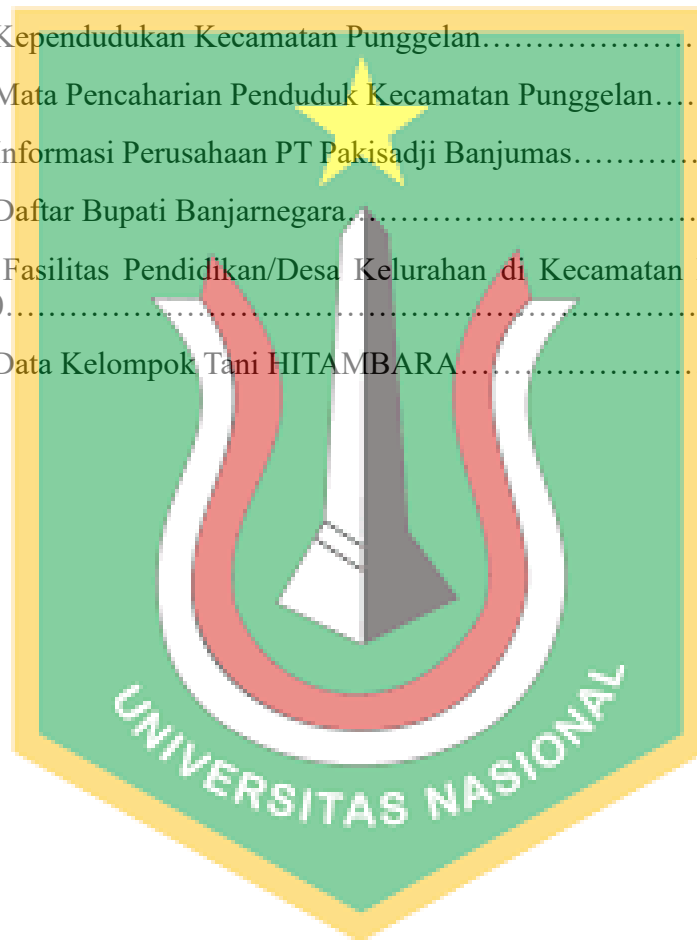 Kependudukan Kecamatan Punggelan…………………
Mata Pencaharian Penduduk Kecamatan Punggelan….
nformasi Perusahaan PT Pakisadji Banjumas………….
Daftar Bupati Banjarnegara……………………………….
Fasilitas Pendidikan/Desa Kelurahan di Kecamatan
)………………………………………………………………….
Data Kelompok Tani HITAMBARA…………………….
UNIVERSITAS NASIONAL